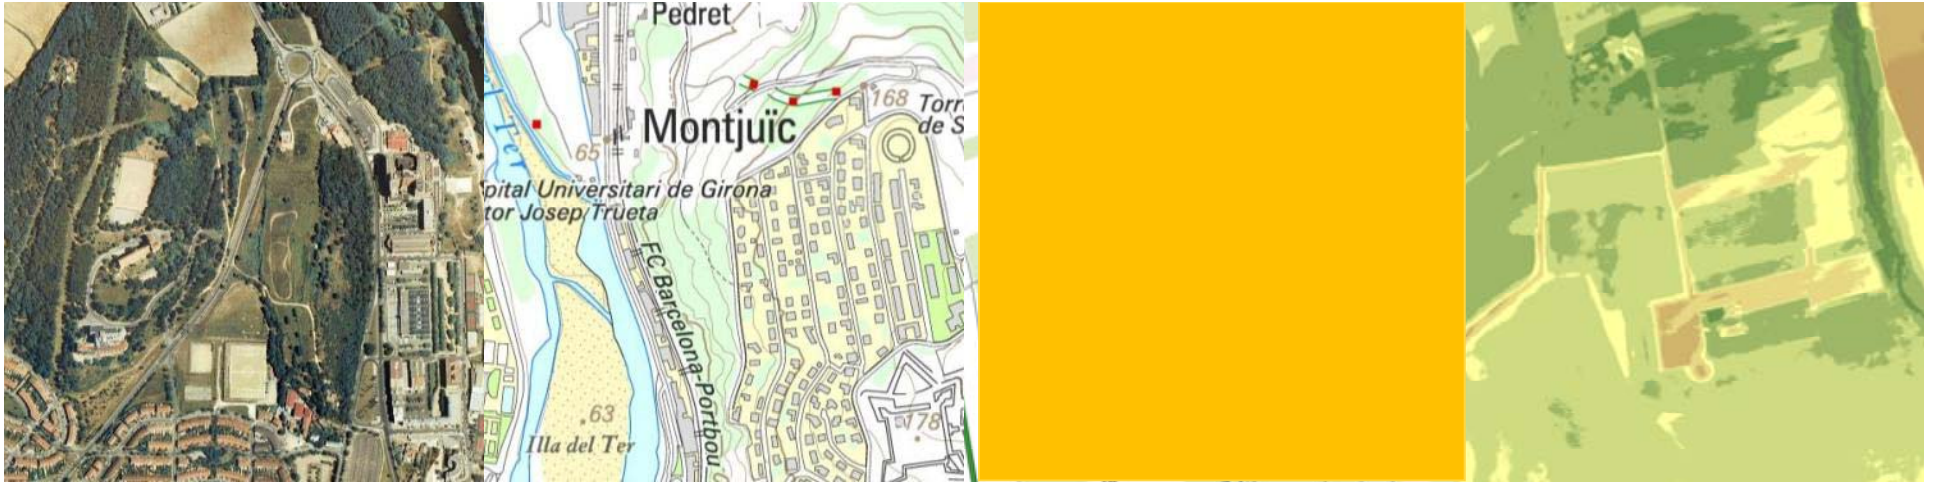 Pedret
168
Torr
de S
Montjuïc
65
el Ter
pital Universitari de Girona
tor Josep Trueta
FC Barcelona-Portbou
63
Illa del Ter
178